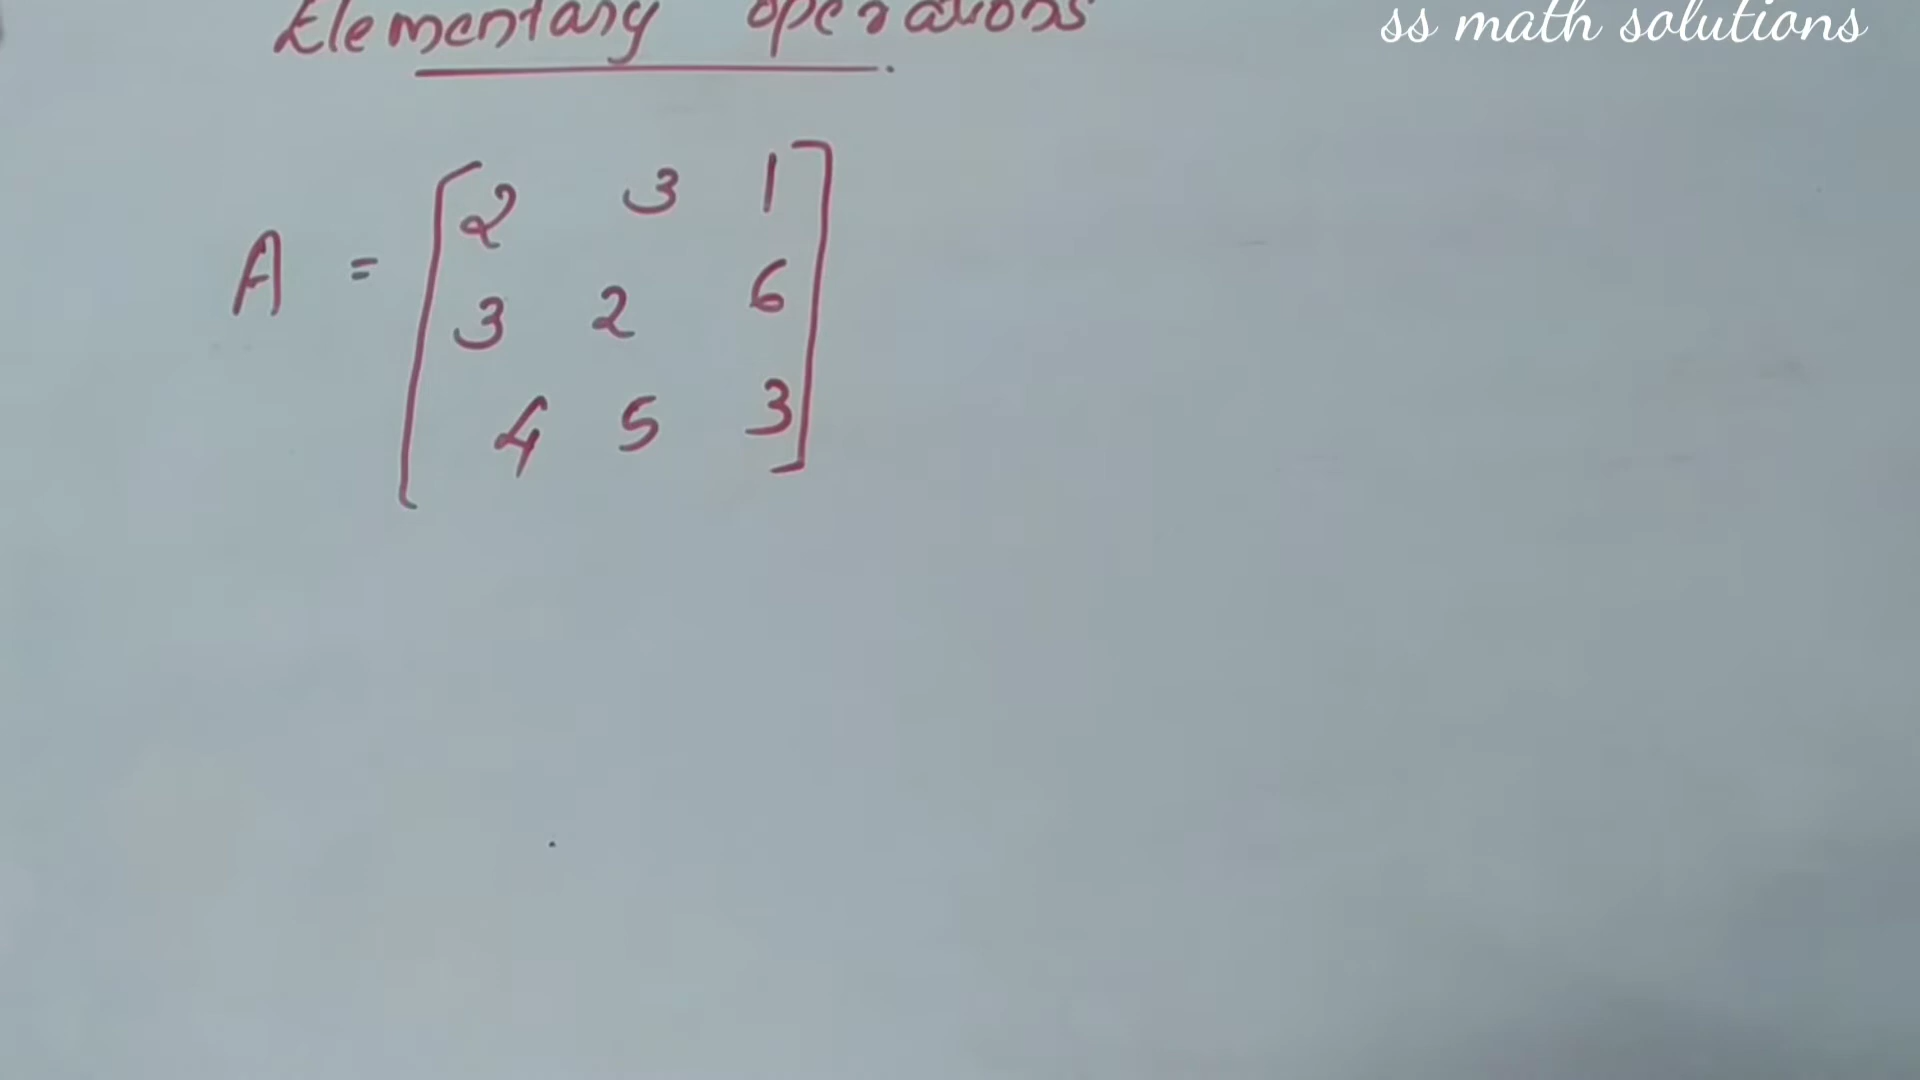 Elementary operations
ss math solutions
A = [2 3 1
3 2 6
4 5 3]